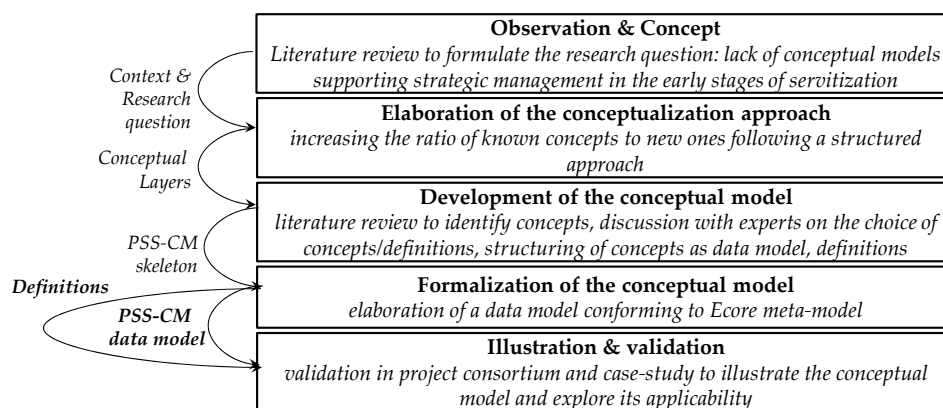 Observation & Concept
Literature review to formulate the research question: lack of conceptual models
supporting strategic management in the early stages of servitization
Context &
Research
question
Elaboration of the conceptualization approach
increasing the ratio of known concepts to new ones following a structured
approach
Conceptual
Layers
Development of the conceptual model
literature review to identify concepts, discussion with experts on the choice of
concepts/definitions, structuring of concepts as data model, definitions
PSS-CM
skeleton
Formalization of the conceptual model
elaboration of a data model conforming to Ecore meta-model
Definitions
PSS-CM
data model
Illustration & validation
validation in project consortium and case-study to illustrate the conceptual
model and explore its applicability